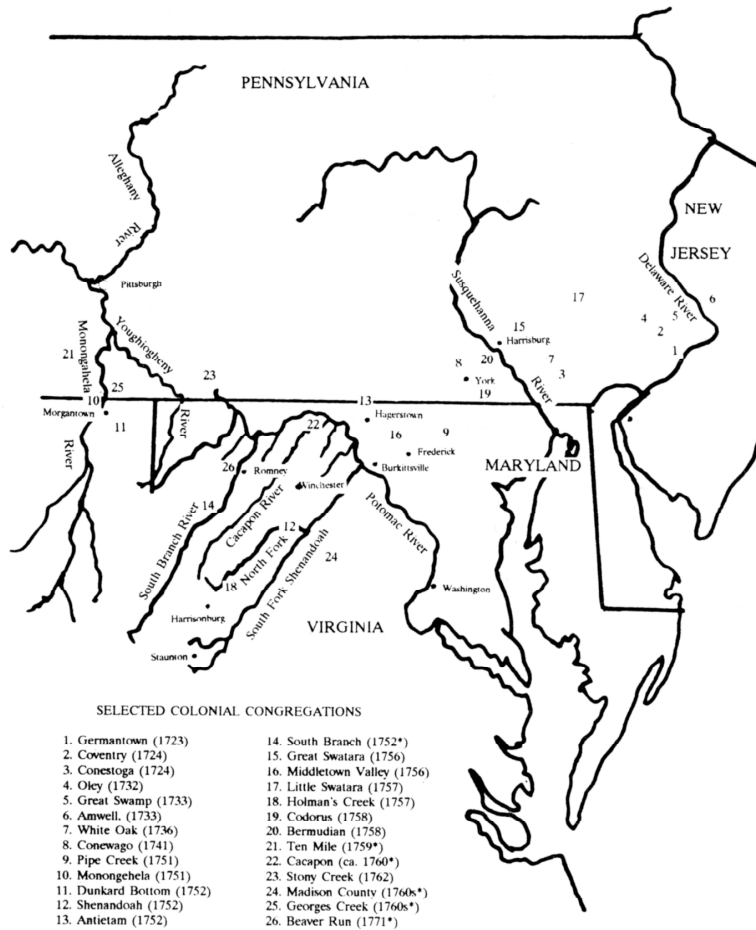 PENNSYLVANIA
Alleghany
River
NEW
JERSEY
Delaware River
6
Pittsburgh
Susquehanna
River
17
4
5
2
1
15
Harrisburg
Monongahela
River
Youghiogheny
River
21
23
8
20
7
3
York
19
25
10
13
Morgantown
11
Hagerstown
22
16
9
Frederick
MARYLAND
26
Romney
Burkittsville
Winchester
14
Cacapon River
South Branch River
12
North Fork
South Fork Shenandoah
Potomac River
24
18
Washington
Harrisonburg
VIRGINIA
Staunton
SELECTED COLONIAL CONGREGATIONS
1. Germantown (1723)
2. Coventry (1724)
3. Conestoga (1724)
4. Oley (1732)
5. Great Swamp (1733)
6. Amwell. (1733)
7. White Oak (1736)
8. Conewago (1741)
9. Pipe Creek (1751)
10. Monongehela (1751)
11. Dunkard Bottom (1752)
12. Shenandoah (1752)
13. Antietam (1752)
14. South Branch (1752*)
15. Great Swatara (1756)
16. Middletown Valley (1756)
17. Little Swatara (1757)
18. Holman's Creek (1757)
19. Codorus (1758)
20. Bermudian (1758)
21. Ten Mile (1759*)
22. Cacapon (ca. 1760*)
23. Stony Creek (1762)
24. Madison County (1760s*)
25. Georges Creek (1760s*)
26. Beaver Run (1771*)